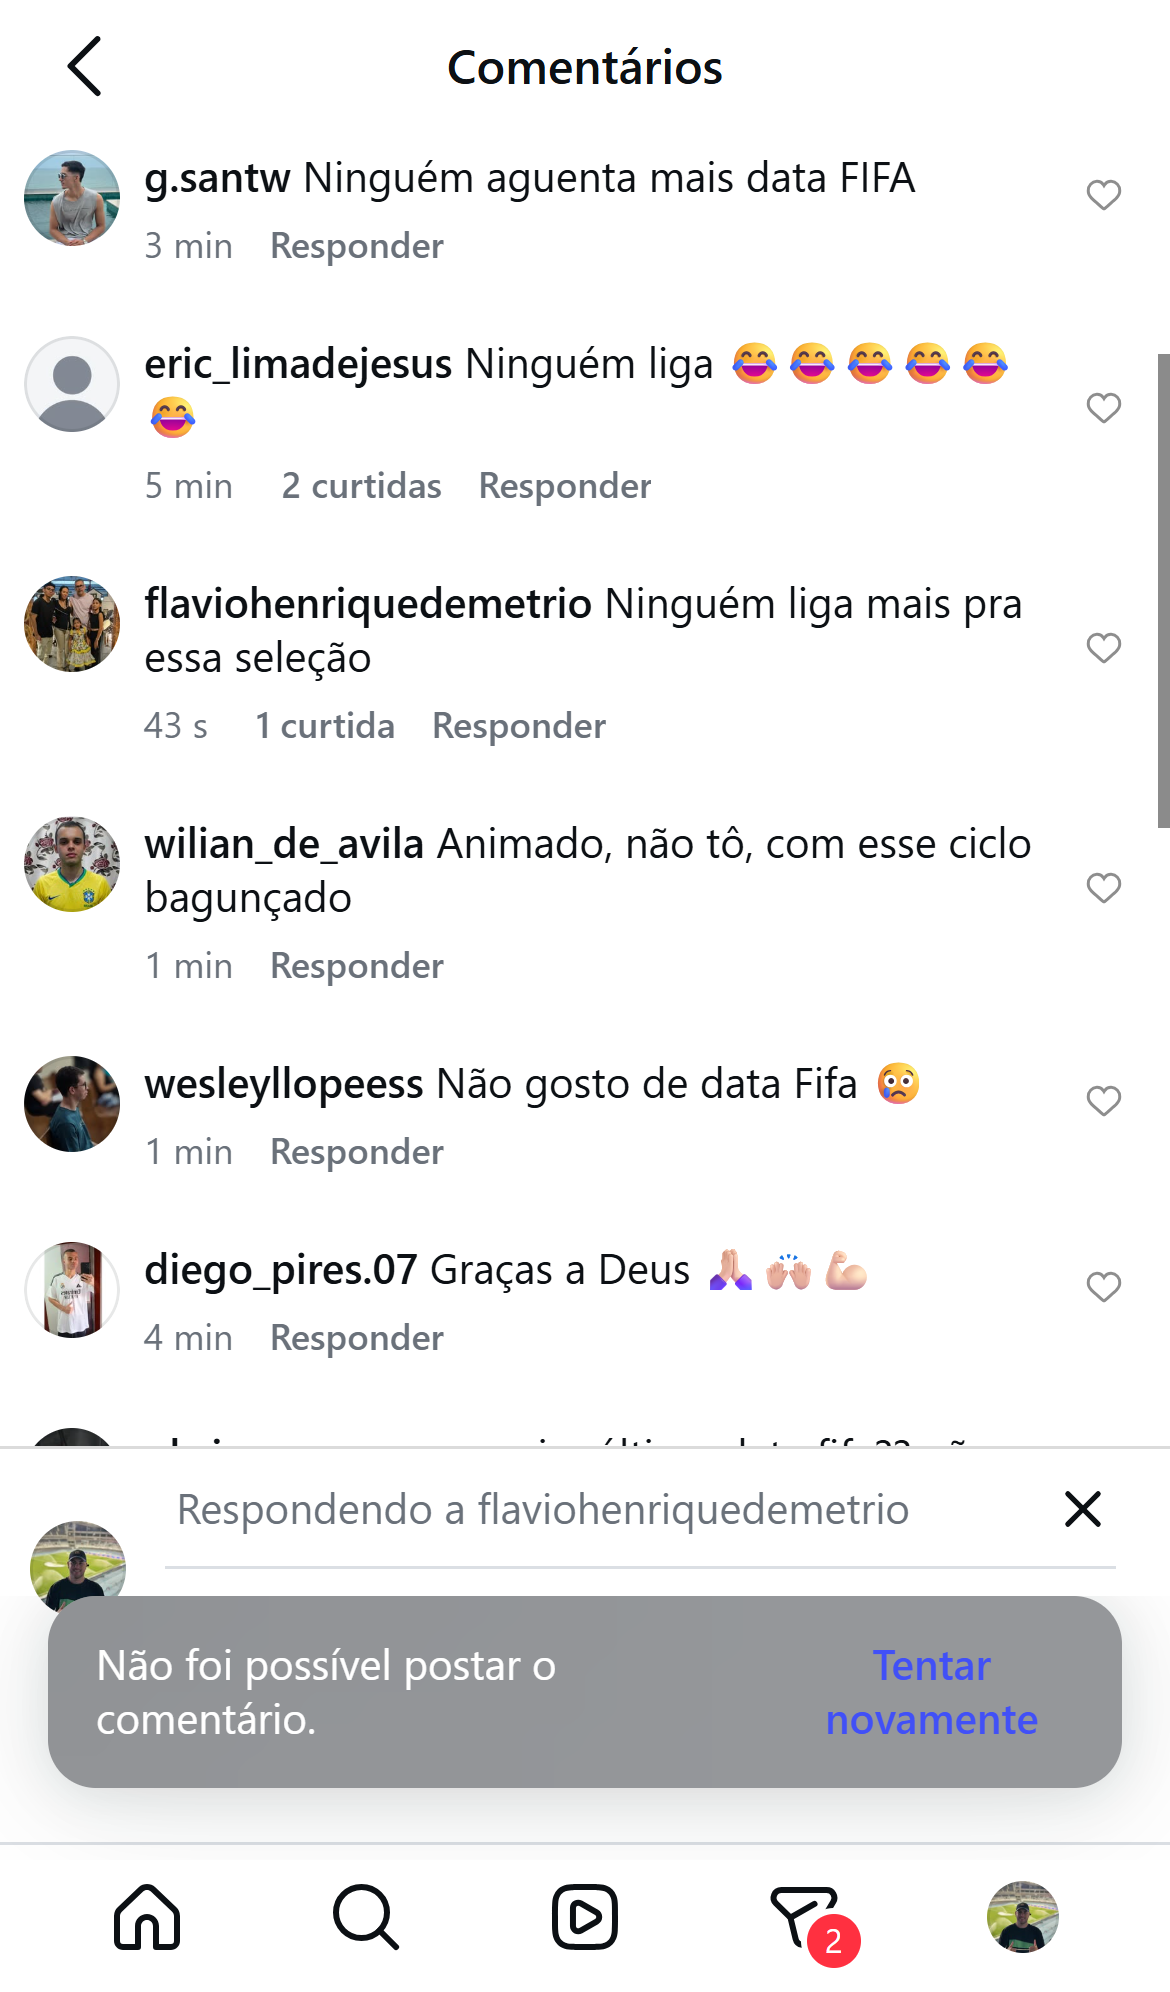 Comentários
g.santw Ninguém aguenta mais data FIFA
3 min Responder
eric_limadejesus Ninguém liga 😂😂😂😂😂
😂
5 min 2 curtidas Responder
flaviohenriquedemetrio Ninguém liga mais pra
essa seleção
43 s 1 curtida Responder
wilian_de_avila Animado, não tô, com esse ciclo
bagunçado
1 min Responder
wesleyllopeess Não gosto de data Fifa 😢
1 min Responder
diego_pires.07 Graças a Deus 🙏🏻🙌🏻💪🏻
4 min Responder
Respondendo a flaviohenriquedemetrio
Não foi possível postar o
comentário.
Tentar
novamente
2